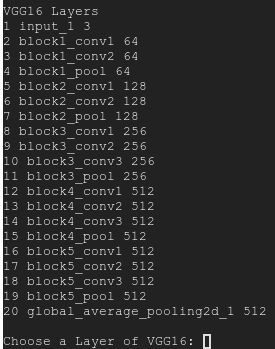 VGG16 Layers
1 input_1 3
2 block1_conv1 64
3 block1_conv2 64
4 block1_pool 64
5 block2_conv1 128
6 block2_conv2 128
7 block2_pool 128
8 block3_conv1 256
9 block3_conv2 256
10 block3_conv3 256
11 block3_pool 256
12 block4_conv1 512
13 block4_conv2 512
14 block4_conv3 512
15 block4_pool 512
16 block5_conv1 512
17 block5_conv2 512
18 block5_conv3 512
19 block5_pool 512
20 global_average_pooling2d_1 512
Choose a Layer of VGG16: